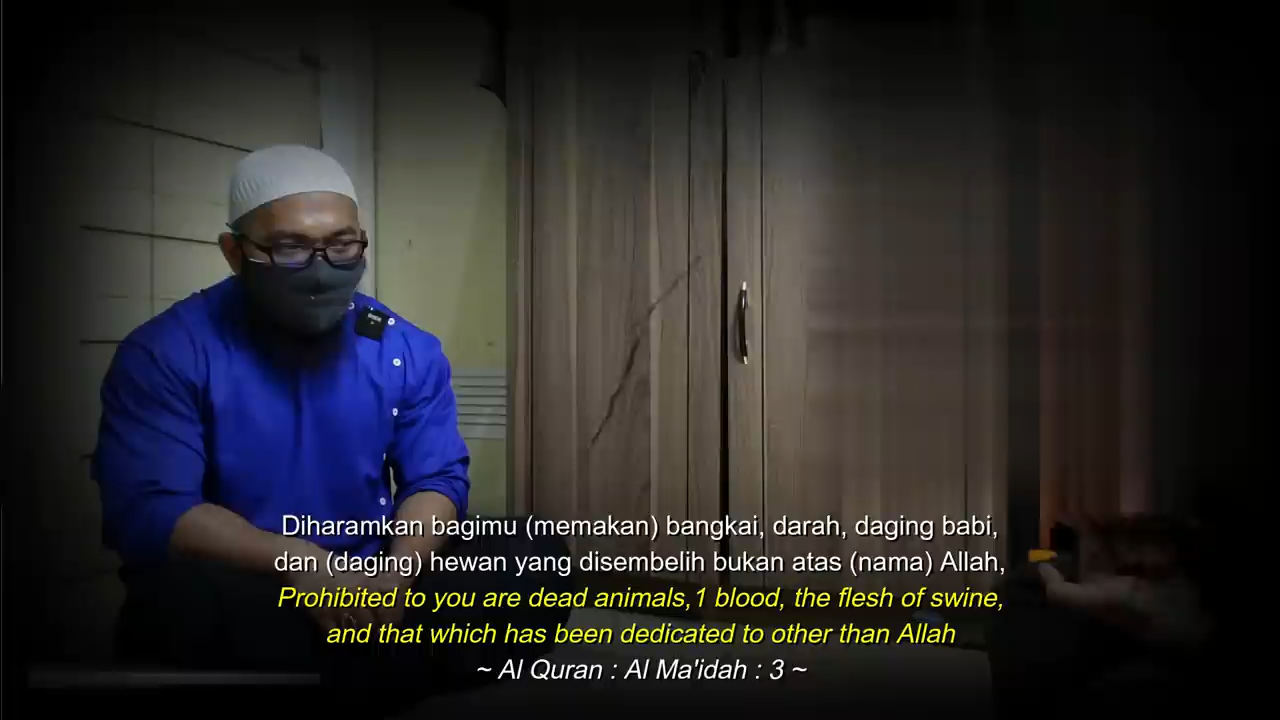 Diharamkan bagimu (memakan) bangkai, darah, daging babi,
dan (daging) hewan yang disembelih bukan atas (nama) Allah,
Prohibited to you are dead animals,1 blood, the flesh of swine,
and that which has been dedicated to other than Allah
~ Al Quran : Al Ma'idah : 3 ~